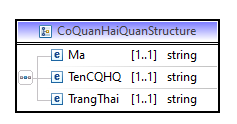 CoQuanHaiQuanStructure
e Ma [1..1] string
e TenCQHQ [1..1] string
e TrangThai [1..1] string